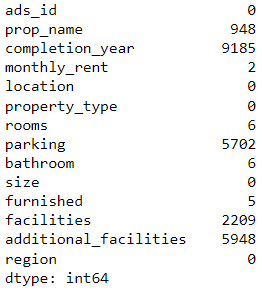 ads_id 0
prop_name 948
completion_year 9185
monthly_rent 2
location 0
property_type 0
rooms 6
parking 5702
bathroom 6
size 0
furnished 5
facilities 2209
additional_facilities 5948
region 0
dtype: int64